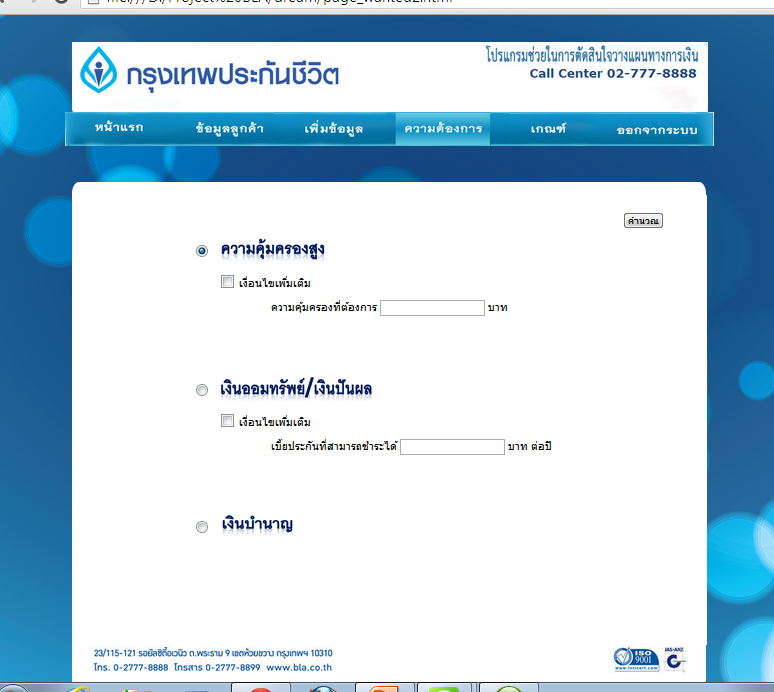 กรุงเทพประกันชีวิต
โปรแกรมช่วยในการตัดสินใจวางแผนทางการเงิน
Call Center 02-777-8888
หน้าแรก ข้อมูลลูกค้า เพิ่มข้อมูล ความต้องการ เกณฑ์ ออกจากระบบ
คำนวณ
ความคุ้มครองสูง
เงื่อนไขเพิ่มเติม
ความคุ้มครองที่ต้องการ บาท
เงินออมทรัพย์/เงินปันผล
เงื่อนไขเพิ่มเติม
เบี้ยประกันที่สามารถชำระได้ บาท ต่อปี
เงินบำนาญ
23/115-121 รอยัลซิตี้อเวนิว ถ.พระราม 9 เขตห้วยขวาง กรุงเทพฯ 10310
โทร. 0-2777-8888 โทรสาร 0-2777-8899 www.bla.co.th
ISO 9001
JAS-ANZ